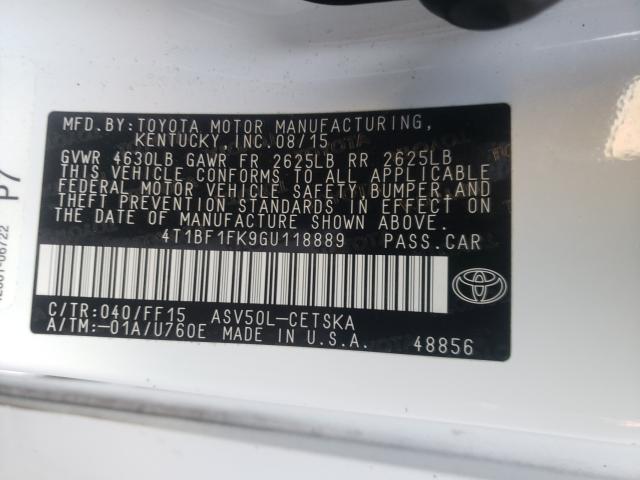 MFD.BY:TOYOTA MOTOR MANUFACTURING,
KENTUCKY, INC.08/15
GVWR 4630LB GAWR FR 2625LB RR 2625LB
THIS VEHICLE CONFORMS TO ALL APPLICABLE
FEDERAL MOTOR VEHICLE SAFETY, BUMPER, AND
THEFT PREVENTION STANDARDS IN EFFECT ON
THE DATE OF MANUFACTURE SHOWN ABOVE.
4T1BF1FK9GU118889 PASS.CAR
C/TR:040/FF15 ASV50L-CETSKA
A/TM:-01A/U760E MADE IN U.S.A. 48856
P7